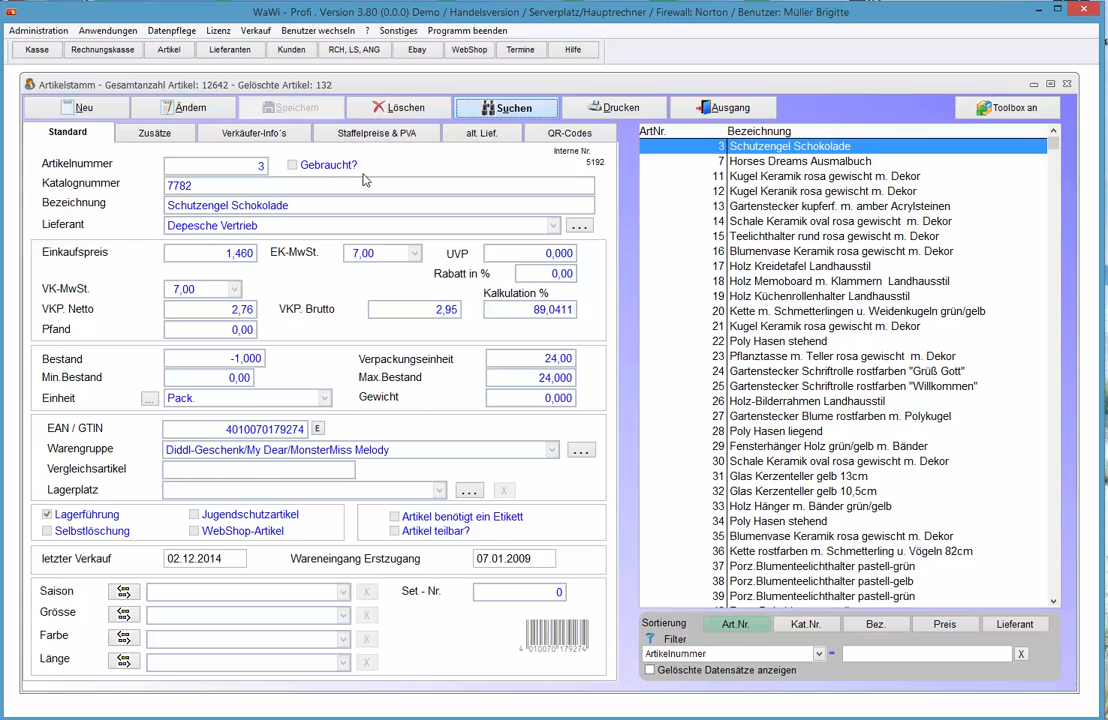 WaWi - Profi . Version 3.80 (0.0.0) Demo / Handelsversion / Serverplatz/Hauptrechner / Firewall: Norton / Benutzer: Müller Brigitte
Administration Anwendungen Datenpflege Lizenz Verkauf Benutzer wechseln ? Sonstiges Programm beenden
Kasse Rechnungskasse Artikel Lieferanten Kunden RCH, LS, ANG Ebay WebShop Termine Hilfe
Artikelstamm - Gesamtanzahl Artikel: 12642 - Gelöschte Artikel: 132
Neu Ändern Speichern Löschen Suchen Drucken Ausgang Toolbox an
Standard Zusätze Verkäufer-Info´s Staffelpreise & PVA alt. Lief. QR-Codes
Interne Nr.
5192
Artikelnummer 3 Gebraucht?
Katalognummer 7782
Bezeichnung Schutzengel Schokolade
Lieferant Depesche Vertrieb ...
Einkaufspreis 1,460 EK-MwSt. 7,00 UVP 0,000
Rabatt in % 0,00
VK-MwSt. 7,00 Kalkulation %
VKP. Netto 2,76 VKP. Brutto 2,95 89,0411
Pfand 0,00
Bestand -1,000 Verpackungseinheit 24,00
Min.Bestand 0,00 Max.Bestand 24,000
Einheit ... Pack. Gewicht 0,000
EAN / GTIN 4010070179274 E
Warengruppe Diddl-Geschenk/My Dear/MonsterMiss Melody ...
Vergleichsartikel
Lagerplatz ... X
Lagerführung Jugendschutzartikel Artikel benötigt ein Etikett
Selbstlöschung WebShop-Artikel Artikel teilbar?
letzter Verkauf 02.12.2014 Wareneingang Erstzugang 07.01.2009
Saison X Set - Nr. 0
Grösse X
Farbe X
Länge X
4 010070 179274
ArtNr. Bezeichnung
3 Schutzengel Schokolade
7 Horses Dreams Ausmalbuch
11 Kugel Keramik rosa gewischt m. Dekor
12 Kugel Keranik rosa gewischt m. Dekor
13 Gartenstecker kupferf. m. amber Acrylsteinen
14 Schale Keramik oval rosa gewischt m. Dekor
15 Teelichthalter rund rosa gewischt m. Dekor
16 Blumenvase Keramik rosa gewischt m. Dekor
17 Holz Kreidetafel Landhausstil
18 Holz Memoboard m. Klammern Landhausstil
19 Holz Küchenrollenhalter Landhausstil
20 Kette m. Schmetterlingen u. Weidenkugeln grün/gelb
21 Kugel Keramik rosa gewischt m. Dekor
22 Poly Hasen stehend
23 Pflanztasse m. Teller rosa gewischt m. Dekor
24 Gartenstecker Schriftrolle rostfarben "Grüß Gott"
25 Gartenstecker Schriftrolle rostfarben "Willkommen"
26 Holz-Bilderrahmen Landhausstil
27 Gartenstecker Blume rostfarben m. Polykugel
28 Poly Hasen liegend
29 Fensterhänger Holz grün/gelb m. Bänder
30 Schale Keramik oval rosa gewischt m. Dekor
31 Glas Kerzenteller gelb 13cm
32 Glas Kerzenteller gelb 10,5cm
33 Holz Hänger m. Bänder grün/gelb
34 Poly Hasen stehend
35 Blumenvase Keramik rosa gewischt m. Dekor
36 Kette rostfarben m. Schmetterling u. Vögeln 82cm
37 Porz.Blumenteelichthalter pastell-grün
38 Porz.Blumenteelichthalter pastell-gelb
39 Porz.Blumenteelichthalter pastell-grün
Sortierung Art.Nr. Kat.Nr. Bez. Preis Lieferant
Filter
Artikelnummer = X
Gelöschte Datensätze anzeigen